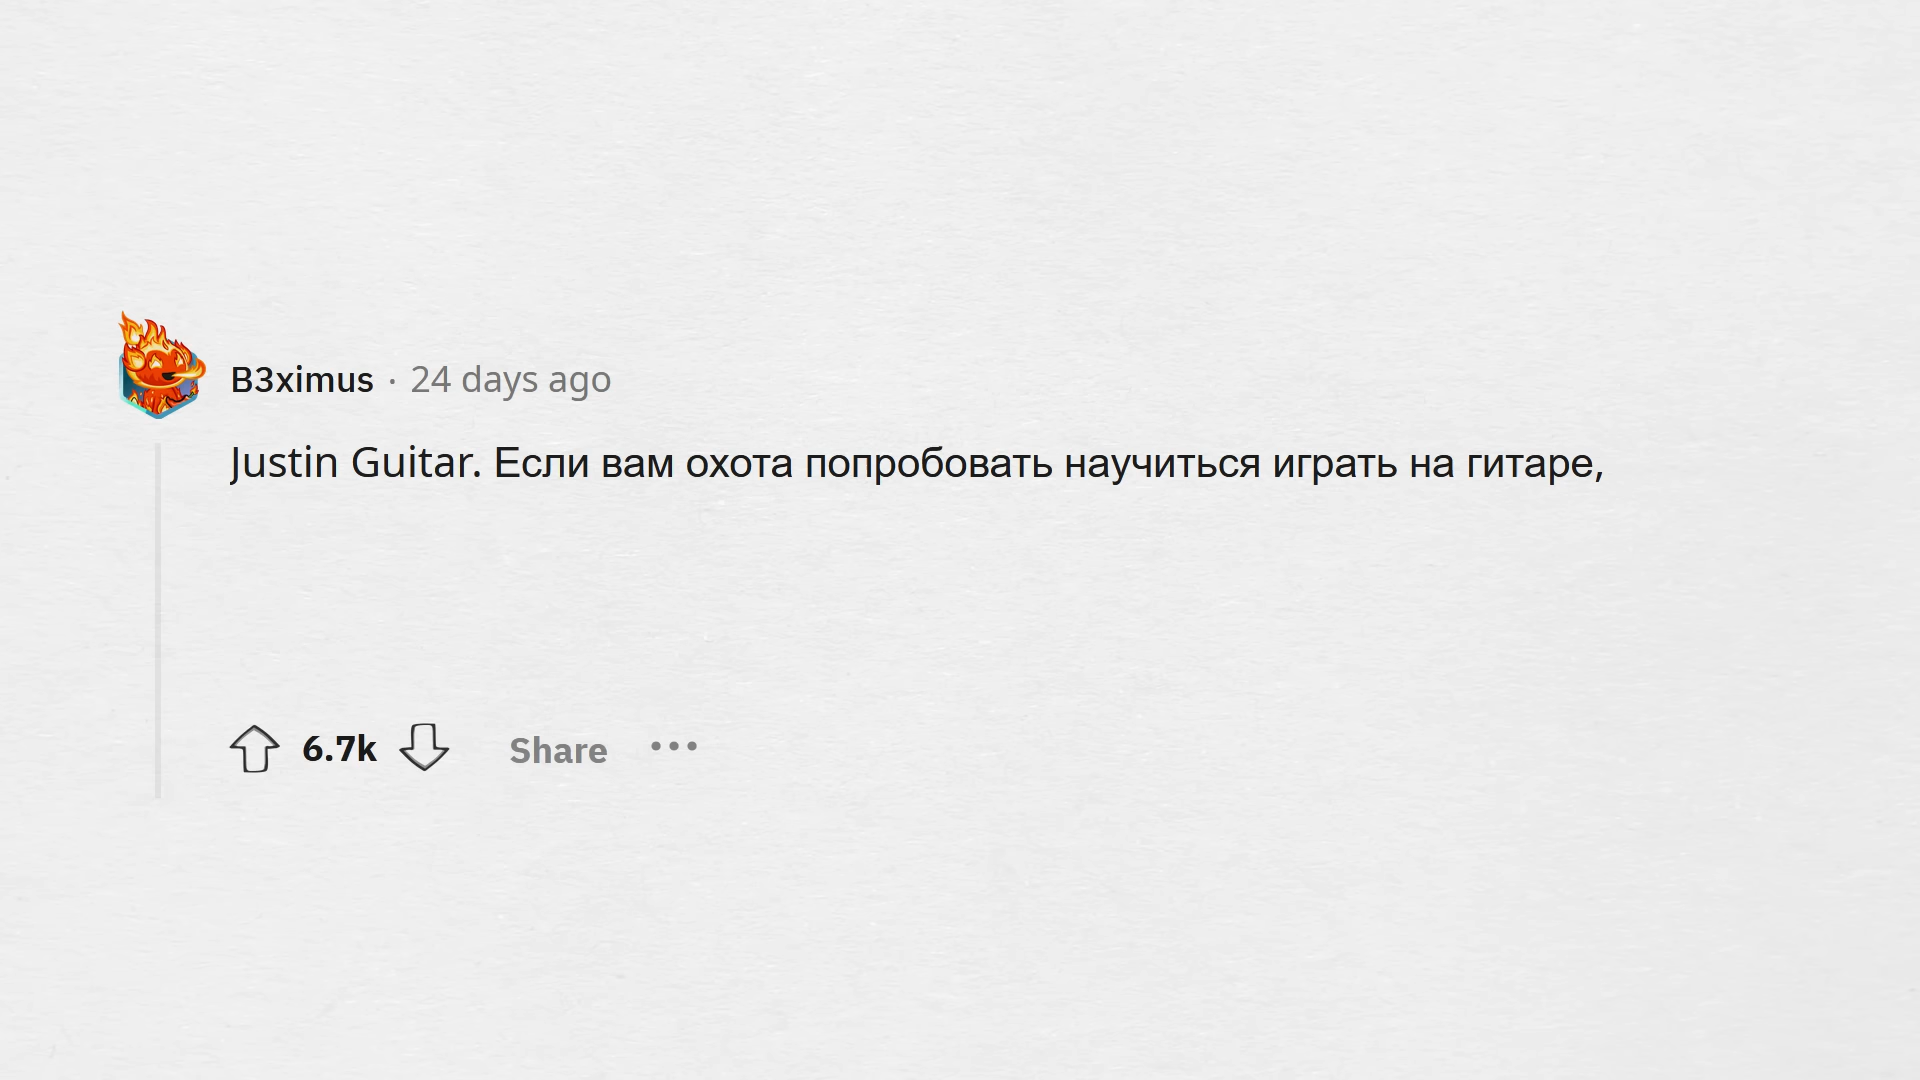 B3ximus · 24 days ago
Justin Guitar. Если вам охота попробовать научиться играть на гитаре,
6.7k Share •••